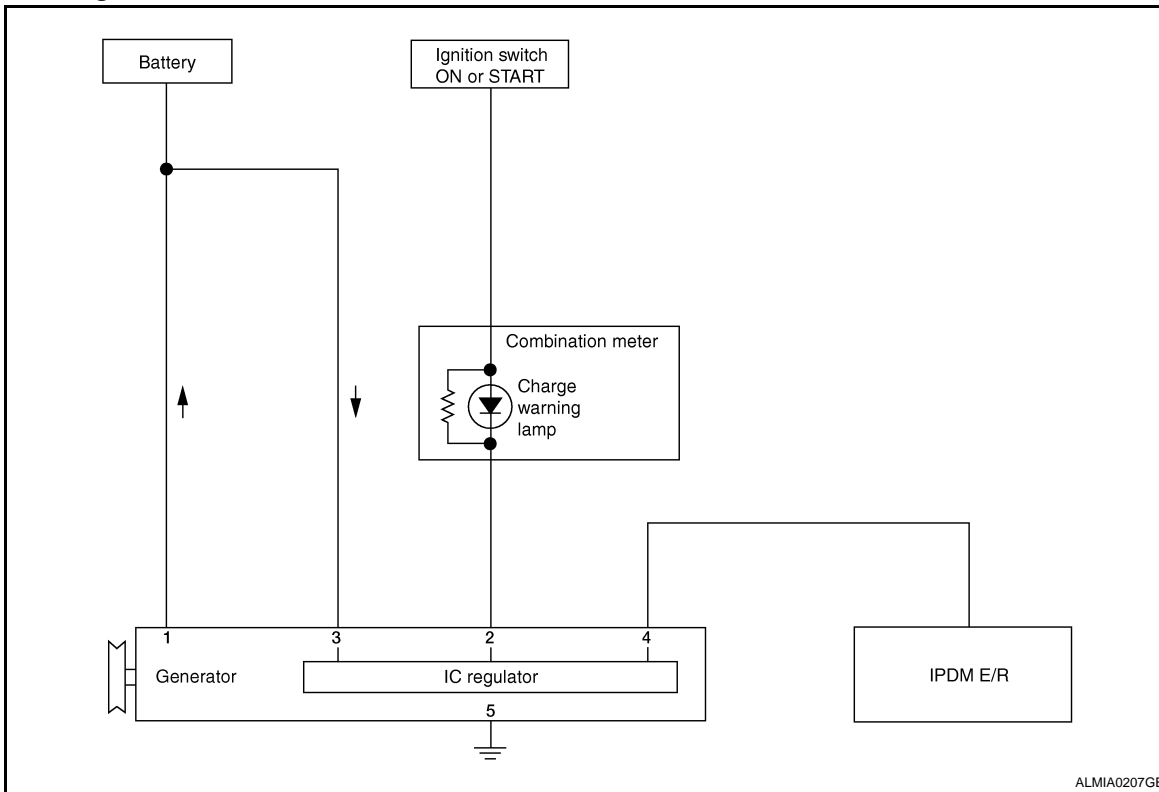 Battery
Ignition switch
ON or START
Combination meter
Charge
warning
lamp
1
3
2
4
Generator
IC regulator
IPDM E/R
5
ALMIA0207GB